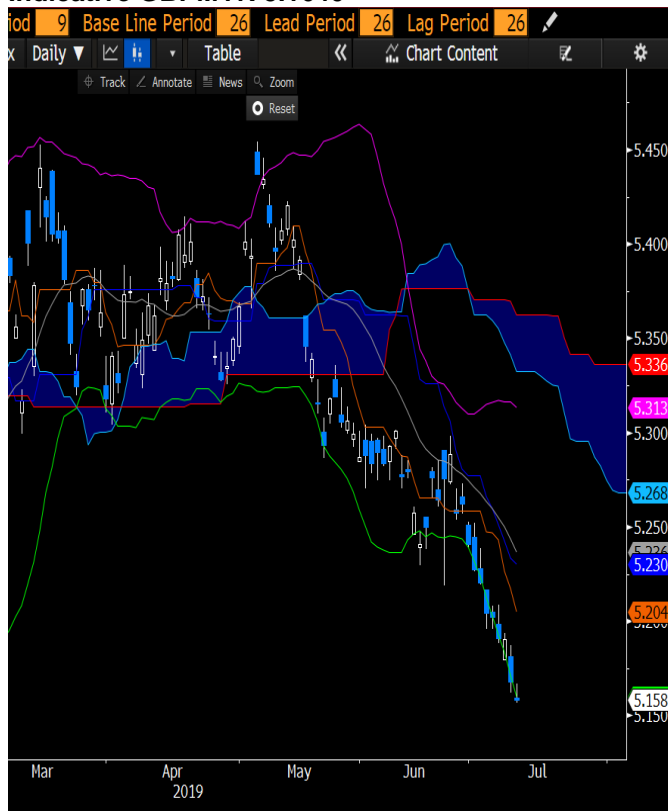 iod 9 Base Line Period 26 Lead Period 26 Lag Period 26
x Daily ▼ Table « Chart Content
Track Annotate News Zoom
Reset
5.450
5.400
5.350
5.336
5.313
5.300
5.268
5.250
5.230
5.204
5.158
5.150
Mar Apr May Jun Jul
2019